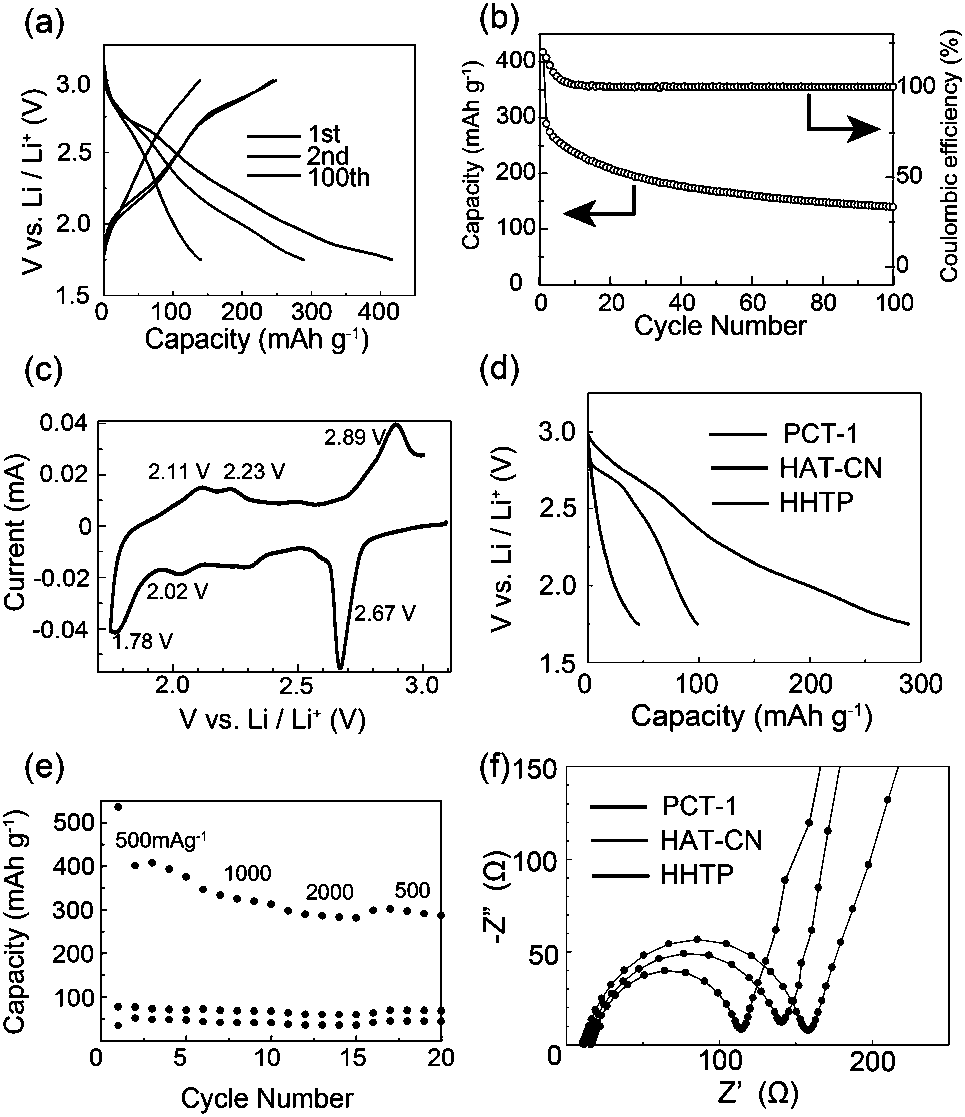 (a)
V vs. Li / Li⁺ (V)
3.0
2.5
2.0
1.5
1st
2nd
100th
0 100 200 300 400
Capacity (mAh g⁻¹)
(b)
Capacity (mAh g⁻¹)
400
300
200
100
0
100
50
0
Coulombic efficiency (%)
0 20 40 60 80 100
Cycle Number
(c)
Current (mA)
0.04
0.02
0
-0.02
-0.04
2.89 V
2.11 V 2.23 V
2.02 V
1.78 V
2.67 V
2.0 2.5 3.0
V vs. Li / Li⁺ (V)
(d)
V vs. Li / Li⁺ (V)
3.0
2.5
2.0
1.5
PCT-1
HAT-CN
HHTP
0 100 200 300
Capacity (mAh g⁻¹)
(e)
Capacity (mAh g⁻¹)
500
400
300
200
100
500mAg⁻¹
1000
2000
500
0 5 10 15 20
Cycle Number
(f)
-Z" (Ω)
150
100
50
0
PCT-1
HAT-CN
HHTP
0 100 200
Z' (Ω)